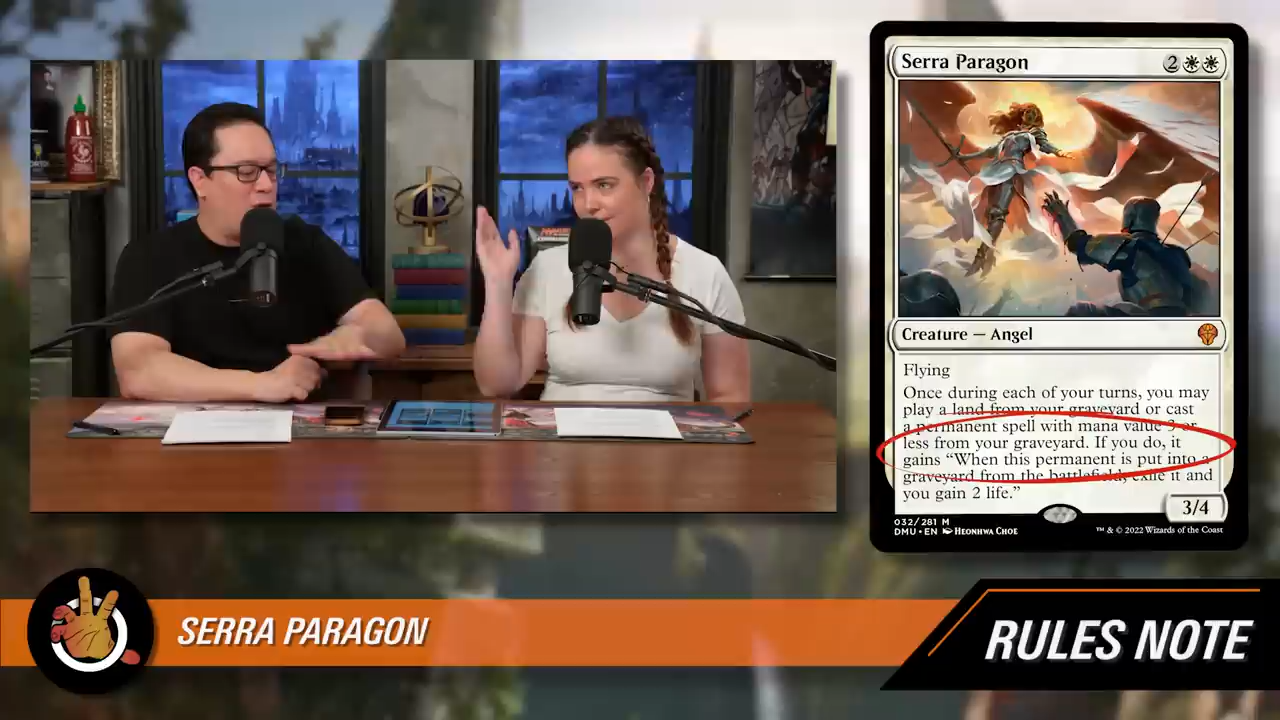 Serra Paragon
2
Creature — Angel
Flying
Once during each of your turns, you may
play a land from your graveyard or cast
a permanent spell with mana value 3 or
less from your graveyard. If you do, it
gains “When this permanent is put into a
graveyard from the battlefield, exile it and
you gain 2 life.”
3/4
032/281 M
DMU • EN Heonhwa Choe
™ & © 2022 Wizards of the Coast
SERRA PARAGON
RULES NOTE